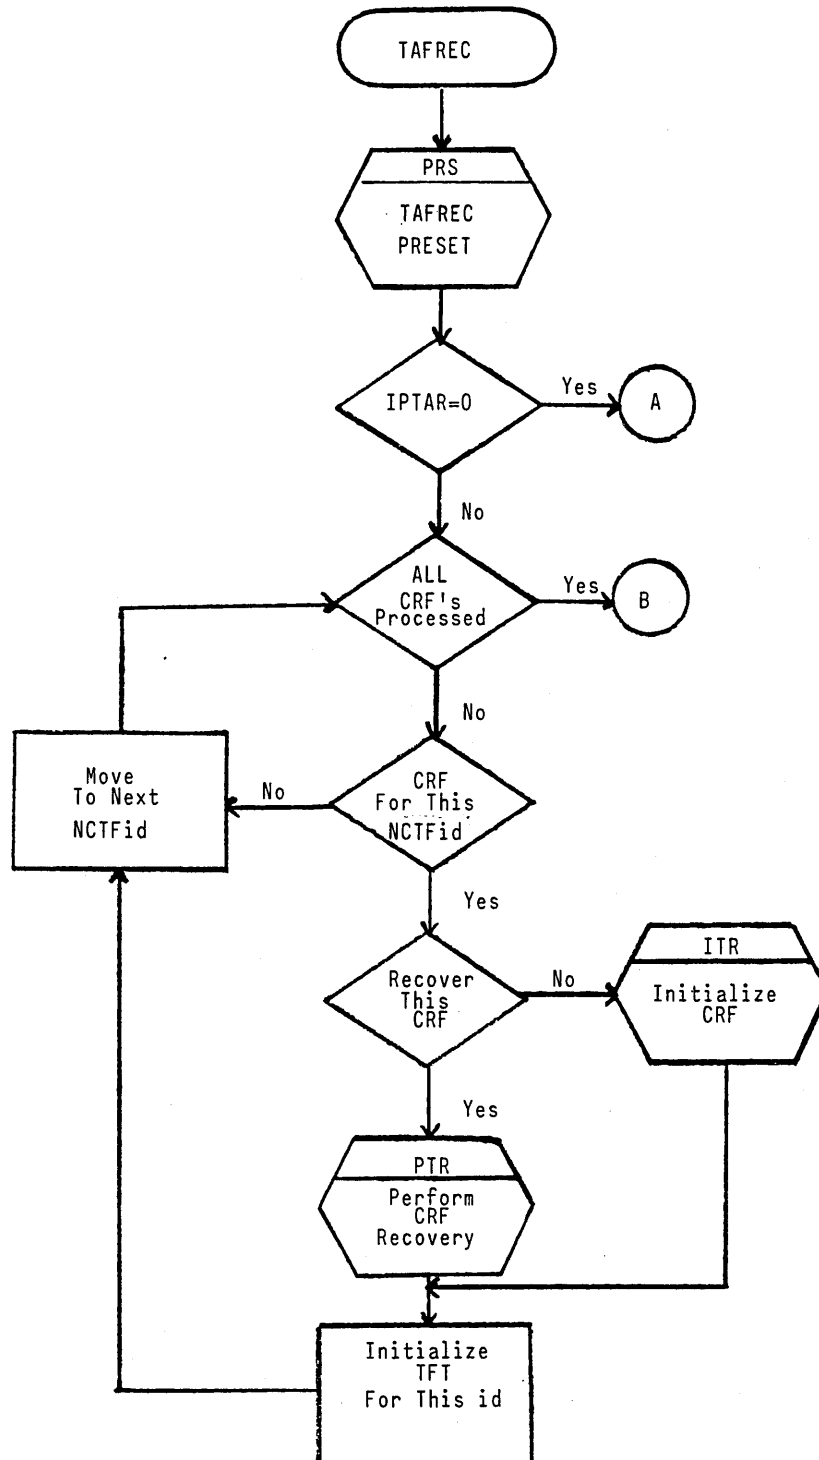 TAFREC
PRS
TAFREC
PRESET
IPTAR=0
Yes
A
No
ALL
CRF's
Processed
Yes
B
No
Move
To Next
NCTFid
No
CRF
For This
NCTFid
Yes
Recover
This
CRF
No
ITR
Initialize
CRF
Yes
PTR
Perform
CRF
Recovery
Initialize
TFT
For This id